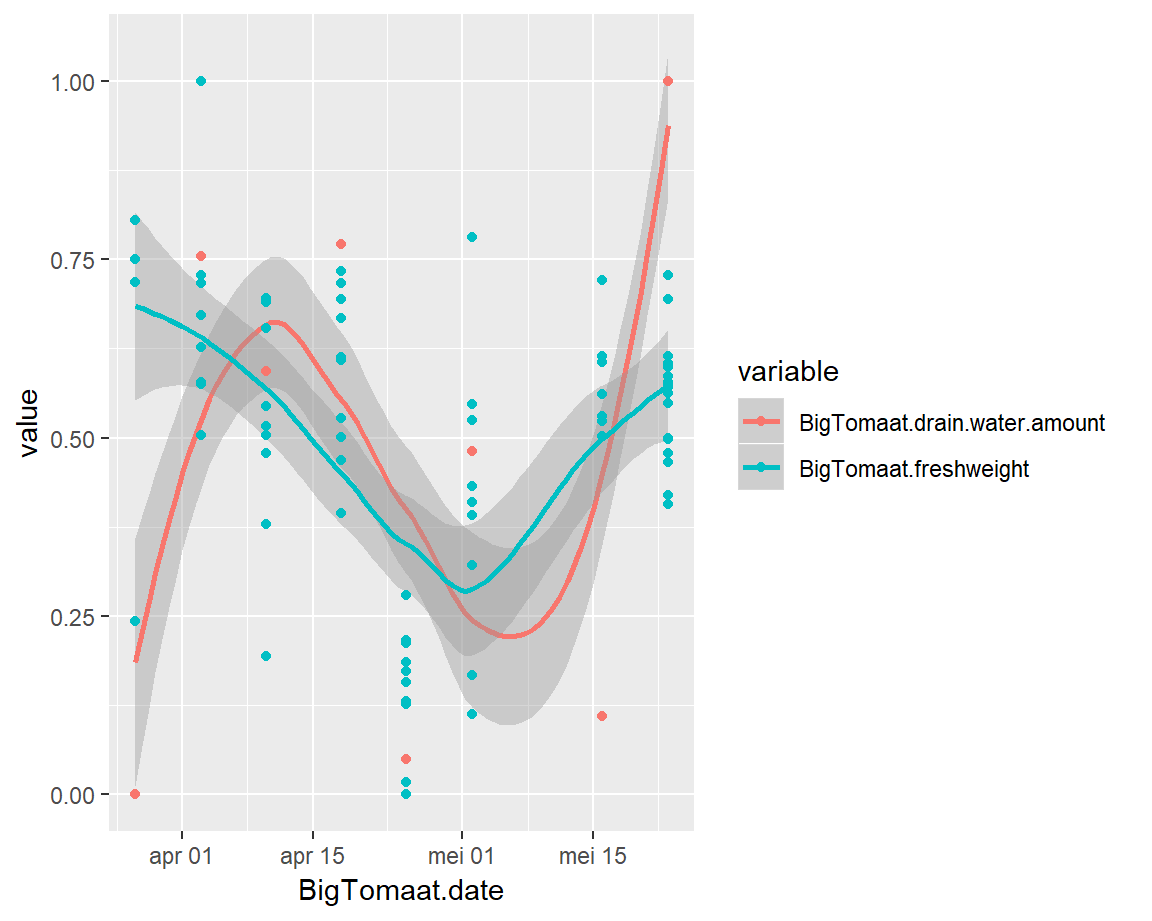 1.00
0.75
0.50
0.25
0.00
value
apr 01
apr 15
mei 01
mei 15
BigTomaat.date
variable
BigTomaat.drain.water.amount
BigTomaat.freshweight